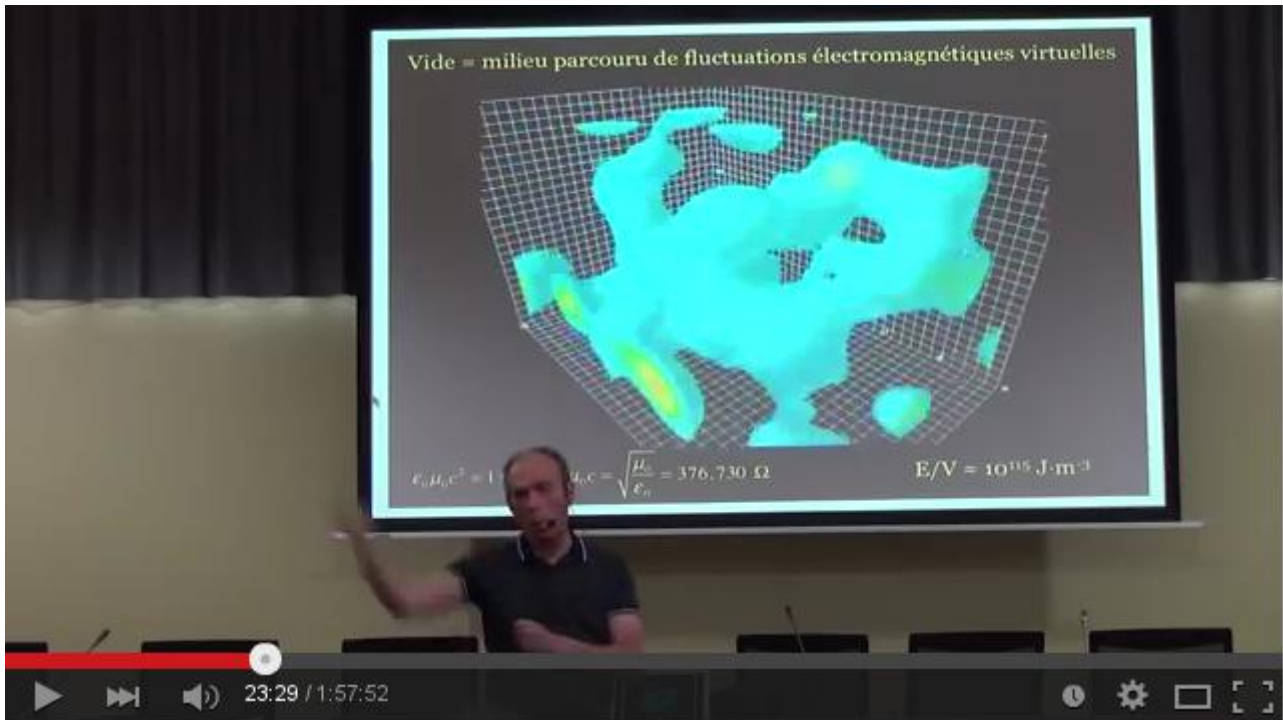 Vide = milieu parcouru de fluctuations électromagnétiques virtuelles
ε₀μ₀c² = 1 μ₀c = √(μ₀/ε₀) = 376,730 Ω
E/V = 10¹¹⁵ J·m⁻³
23:29 / 1:57:52